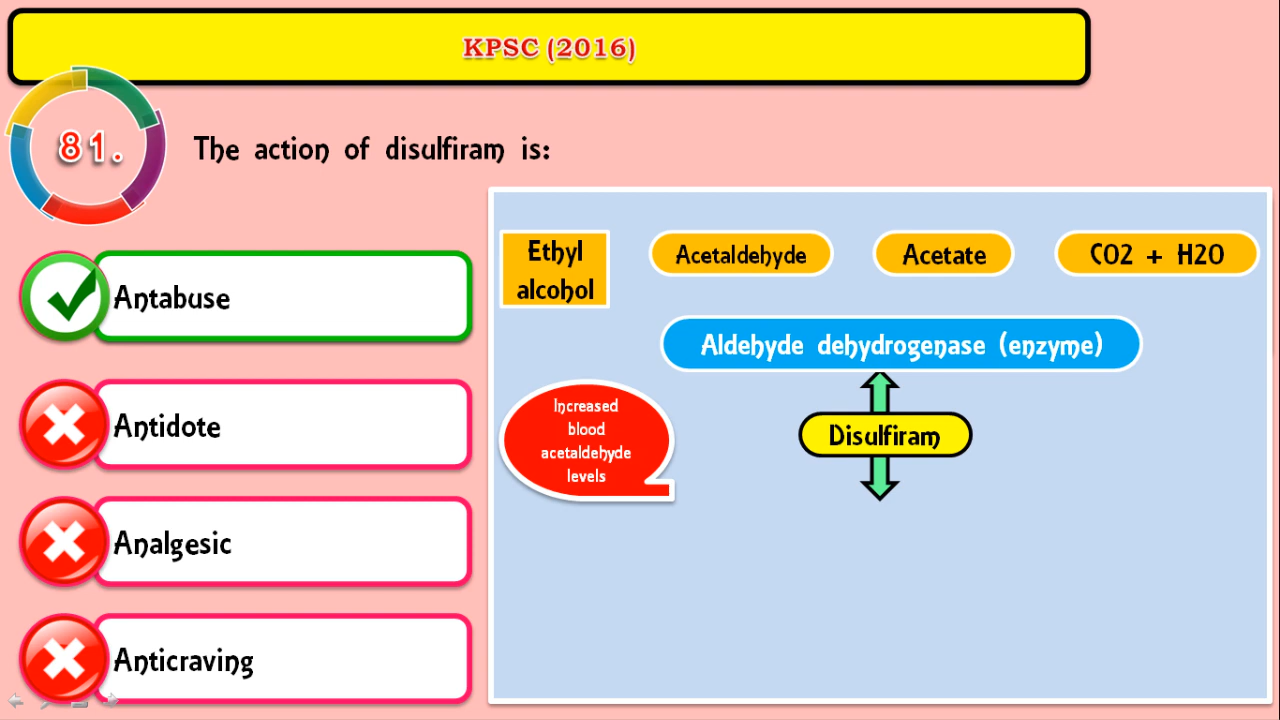 KPSC (2016)
81.
The action of disulfiram is:
Antabuse
Antidote
Analgesic
Anticraving
Ethyl
alcohol
Acetaldehyde
Acetate
CO2 + H2O
Aldehyde dehydrogenase (enzyme)
Disulfiram
Increased
blood
acetaldehyde
levels